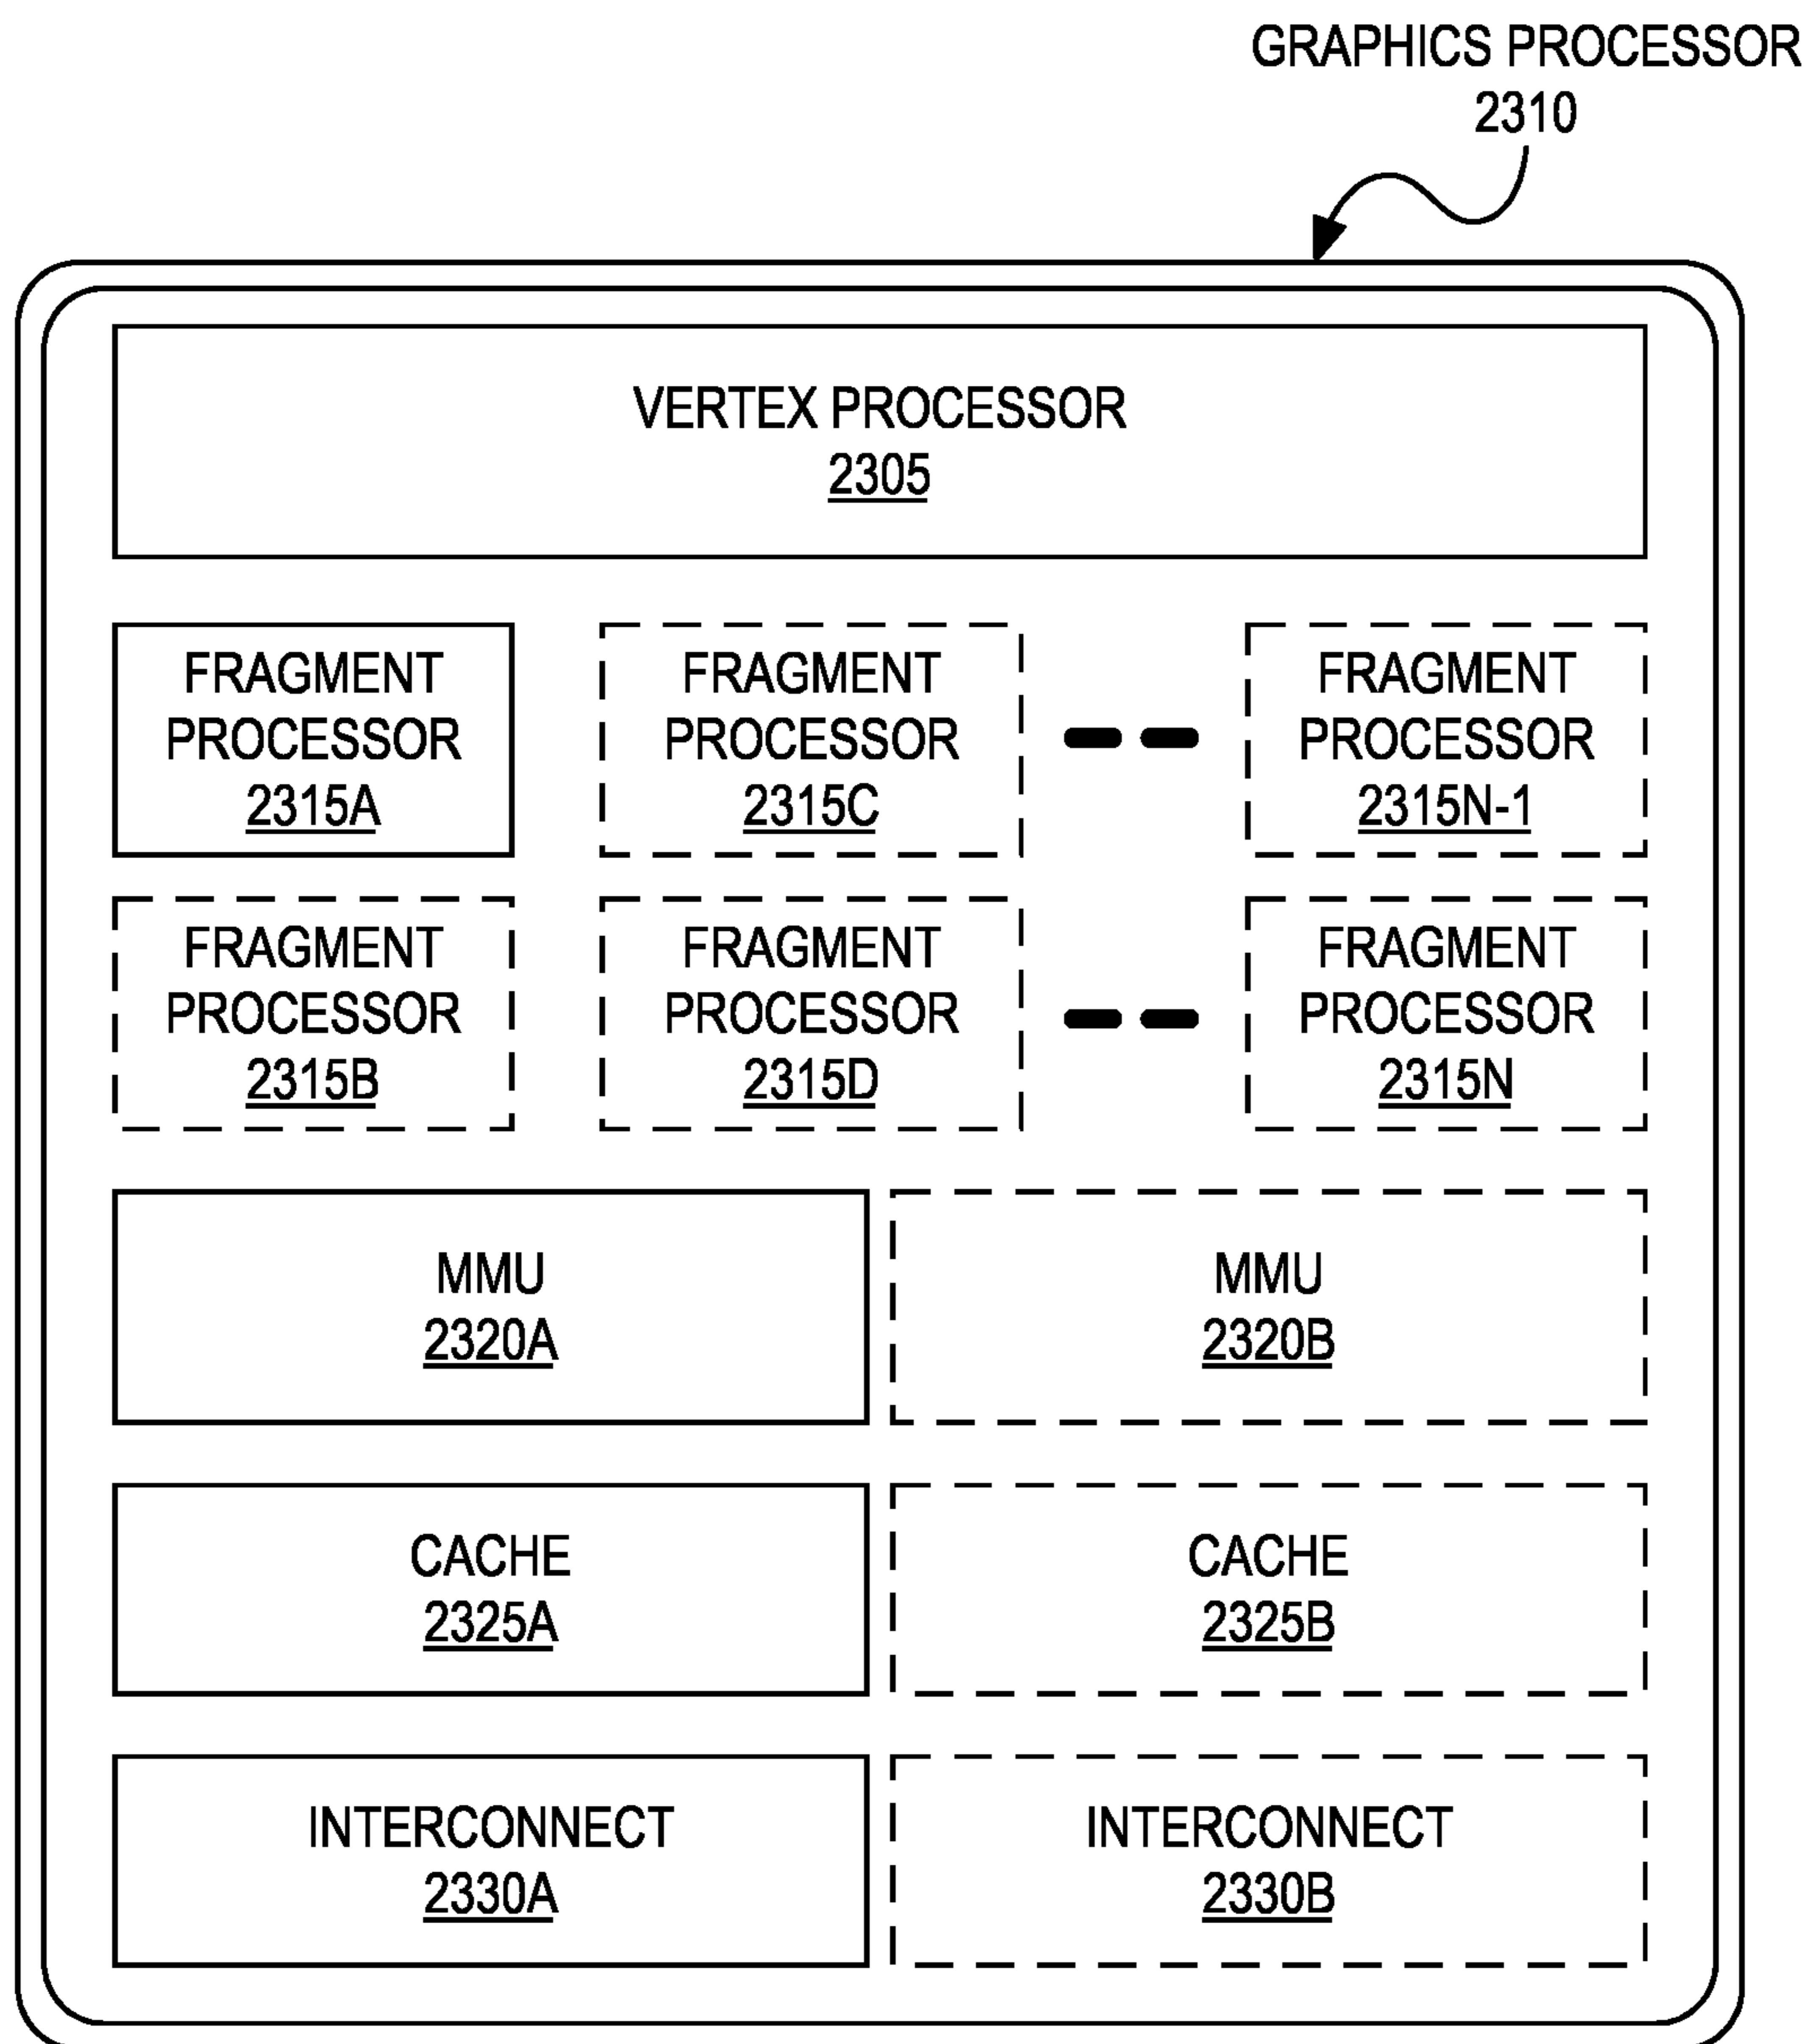 GRAPHICS PROCESSOR
2310
VERTEX PROCESSOR
2305
FRAGMENT
PROCESSOR
2315A
FRAGMENT
PROCESSOR
2315C
FRAGMENT
PROCESSOR
2315N-1
FRAGMENT
PROCESSOR
2315B
FRAGMENT
PROCESSOR
2315D
FRAGMENT
PROCESSOR
2315N
MMU
2320A
MMU
2320B
CACHE
2325A
CACHE
2325B
INTERCONNECT
2330A
INTERCONNECT
2330B